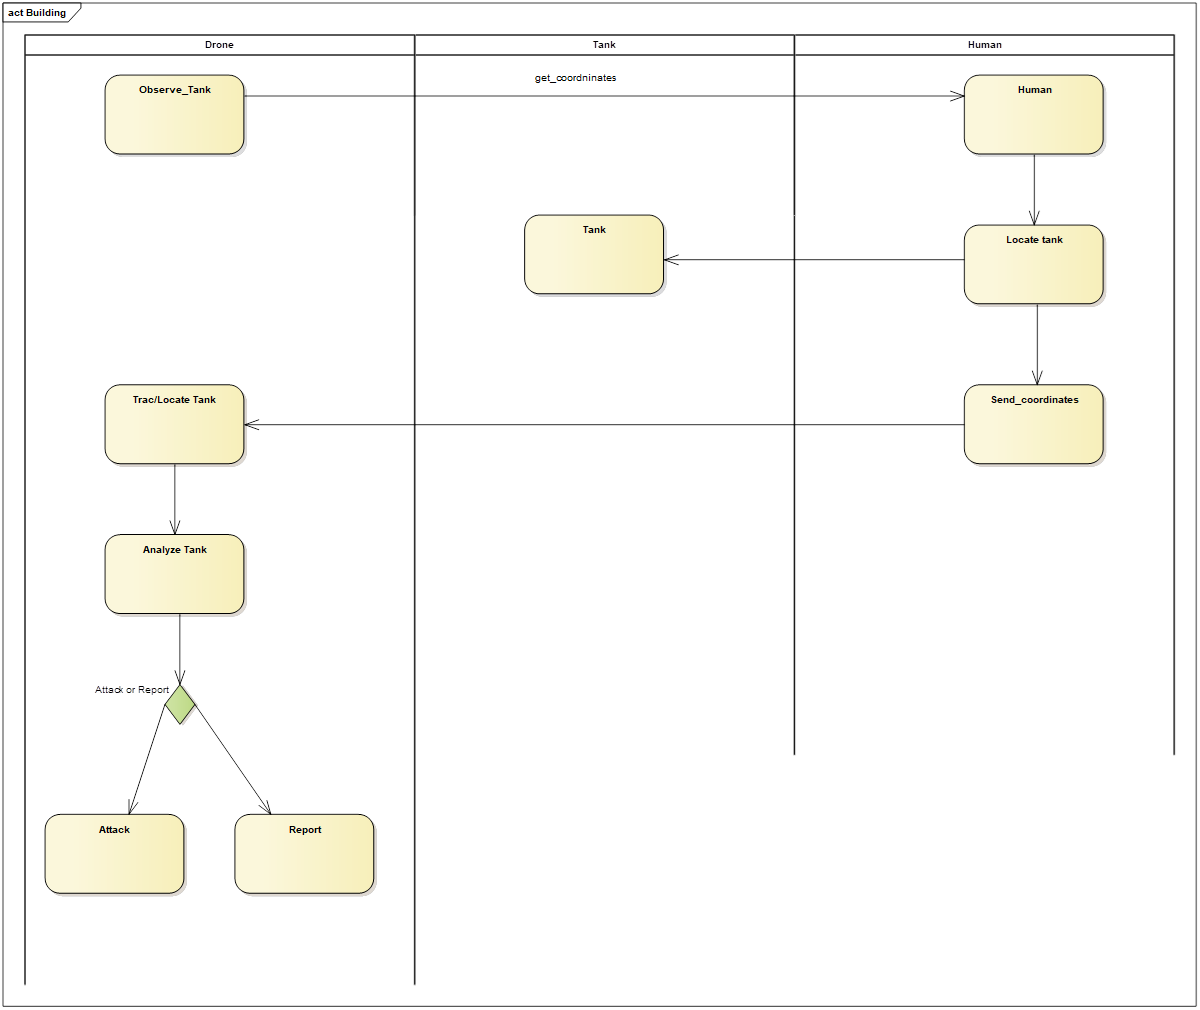 act Building
Drone
Tank
Human
get_coordninates
Observe_Tank
Human
Tank
Locate tank
Trac/Locate Tank
Send_coordinates
Analyze Tank
Attack or Report
Attack
Report